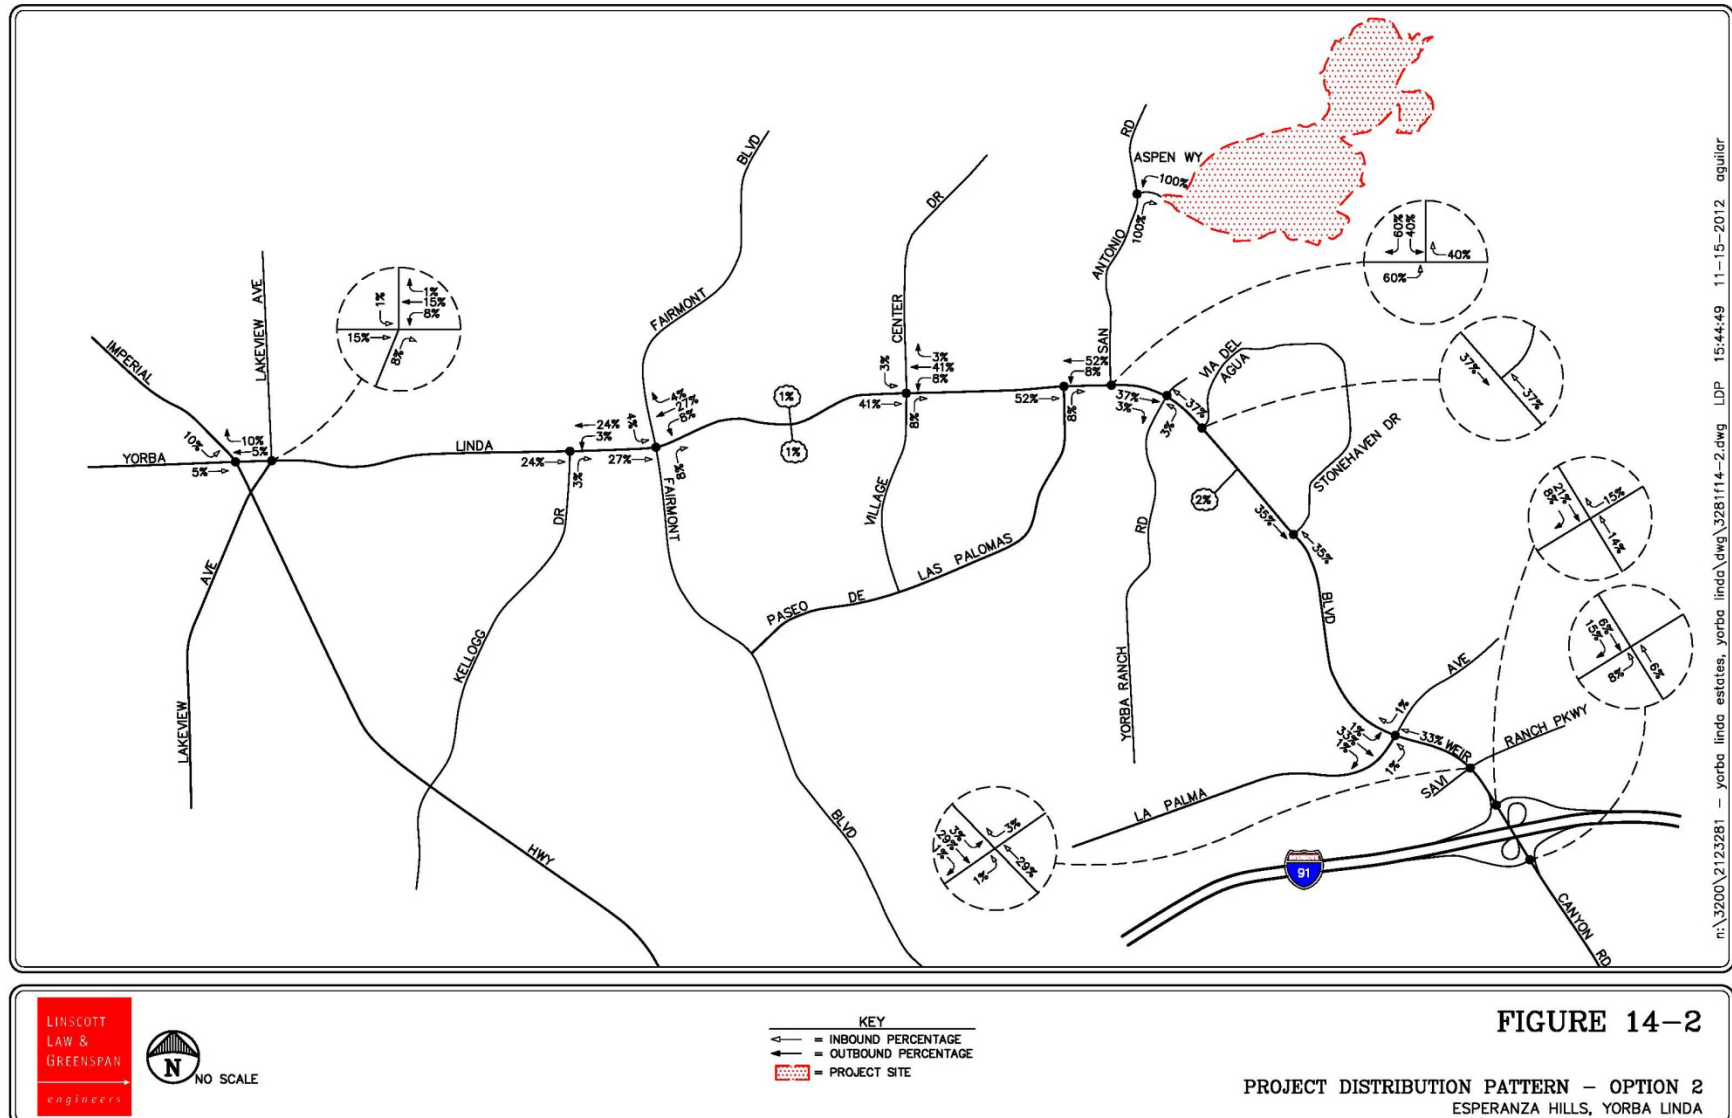 BLVD
RD
ASPEN WY
100%
100%
ANTONIO
SAN
DR
CENTER
VILLAGE
FAIRMONT
LAKEVIEW AVE
IMPERIAL
YORBA
LINDA
1%
1%
15%
8%
15%
8%
60%
40%
40%
60%
37%
37%
10%
10%
5%
5%
24%
3%
24%
3%
4%
27%
8%
4%
27%
8%
1%
1%
3%
3%
41%
8%
41%
8%
52%
8%
52%
8%
37%
3%
37%
3%
VIA DEL
AGUA
STONEHAVEN DR
2%
35%
35%
BLVD
FAIRMONT
BLVD
DR
KELLOGG
AVE
LAKEVIEW
HWY
PASEO DE LAS PALOMAS
RD
YORBA RANCH
21%
8%
15%
14%
6%
15%
8%
6%
AVE
LA PALMA
1%
33%
1%
1%
33%
1%
WEIR
SAVI RANCH PKWY
CANYON RD
3%
29%
1%
3%
29%
1%
91
n:\3200\2123281 - yorba linda estates, yorba linda\dwg\3281f14-2.dwg LDP 15:44:49 11-15-2012 aguilar
LINSCOTT
LAW &
GREENSPAN
engineers
N
NO SCALE
KEY
= INBOUND PERCENTAGE
= OUTBOUND PERCENTAGE
= PROJECT SITE
FIGURE 14-2
PROJECT DISTRIBUTION PATTERN - OPTION 2
ESPERANZA HILLS, YORBA LINDA